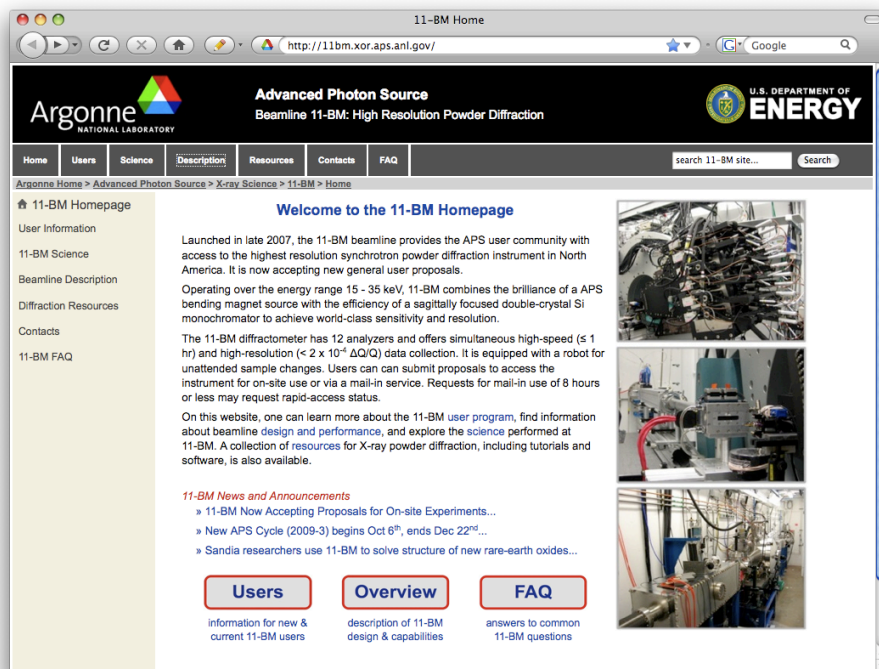 11-BM Home
http://11bm.xor.aps.anl.gov/
G
Google
Argonne
NATIONAL LABORATORY
Advanced Photon Source
Beamline 11-BM: High Resolution Powder Diffraction
U.S. DEPARTMENT OF
ENERGY
Home Users Science Description Resources Contacts FAQ
search 11-BM site... Search
Argonne Home > Advanced Photon Source > X-ray Science > 11-BM > Home
11-BM Homepage
User Information
11-BM Science
Beamline Description
Diffraction Resources
Contacts
11-BM FAQ
Welcome to the 11-BM Homepage
Launched in late 2007, the 11-BM beamline provides the APS user community with
access to the highest resolution synchrotron powder diffraction instrument in North
America. It is now accepting new general user proposals.
Operating over the energy range 15 - 35 keV, 11-BM combines the brilliance of a APS
bending magnet source with the efficiency of a sagittally focused double-crystal Si
monochromator to achieve world-class sensitivity and resolution.
The 11-BM diffractometer has 12 analyzers and offers simultaneous high-speed (≤ 1
hr) and high-resolution (< 2 x 10⁻⁴ ΔQ/Q) data collection. It is equipped with a robot for
unattended sample changes. Users can can submit proposals to access the
instrument for on-site use or via a mail-in service. Requests for mail-in use of 8 hours
or less may request rapid-access status.
On this website, one can learn more about the 11-BM user program, find information
about beamline design and performance, and explore the science performed at
11-BM. A collection of resources for X-ray powder diffraction, including tutorials and
software, is also available.
11-BM News and Announcements
» 11-BM Now Accepting Proposals for On-site Experiments...
» New APS Cycle (2009-3) begins Oct 6th, ends Dec 22nd...
» Sandia researchers use 11-BM to solve structure of new rare-earth oxides...
Users
information for new &
current 11-BM users
Overview
description of 11-BM
design & capabilities
FAQ
answers to common
11-BM questions